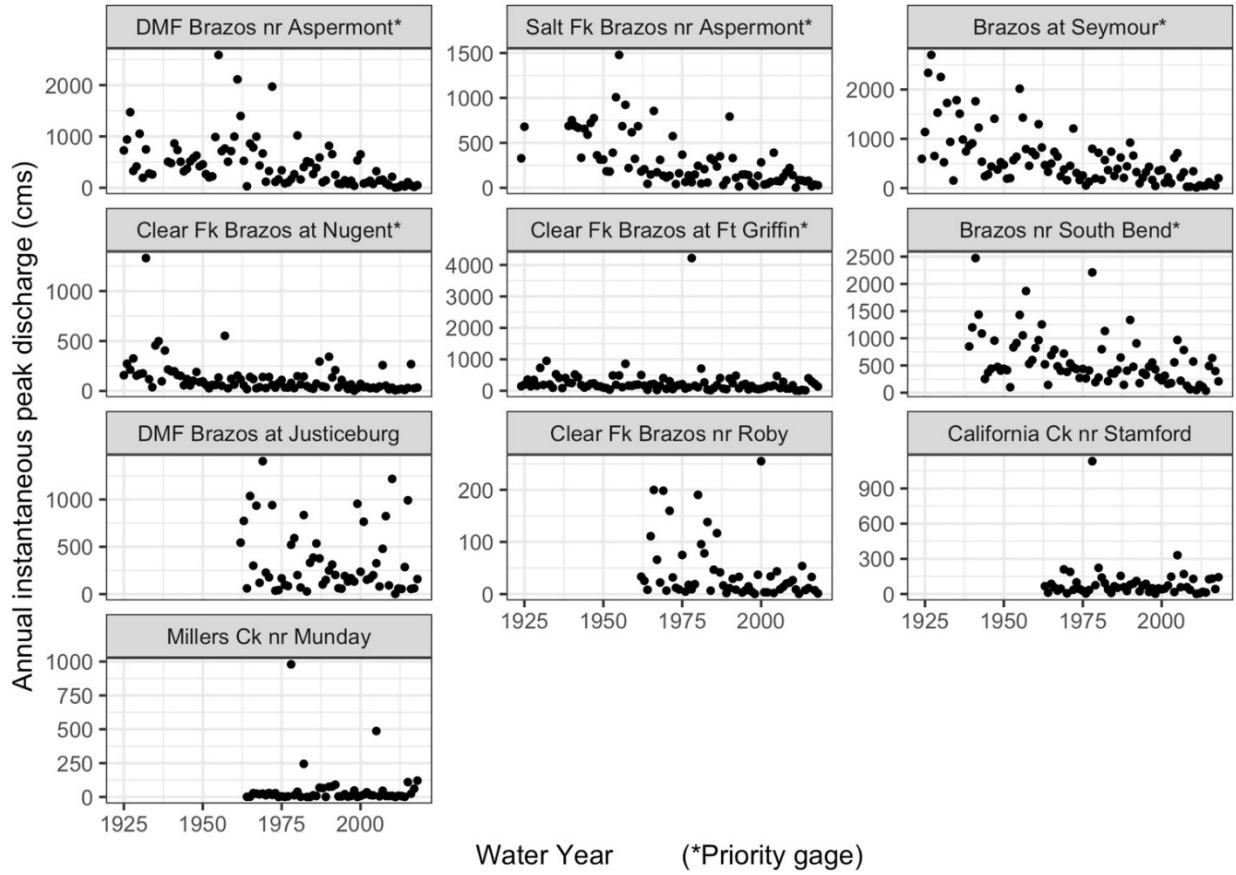 DMF Brazos nr Aspermont*
Salt Fk Brazos nr Aspermont*
Brazos at Seymour*
2000
1000
0
1500
1000
500
0
2000
1000
0
Clear Fk Brazos at Nugent*
Clear Fk Brazos at Ft Griffin*
Brazos nr South Bend*
1000
500
0
4000
3000
2000
1000
0
2500
2000
1500
1000
500
0
DMF Brazos at Justiceburg
Clear Fk Brazos nr Roby
California Ck nr Stamford
1000
500
0
200
100
0
900
600
300
0
1925 1950 1975 2000
1925 1950 1975 2000
Millers Ck nr Munday
1000
750
500
250
0
1925 1950 1975 2000
Annual instantaneous peak discharge (cms)
Water Year (*Priority gage)